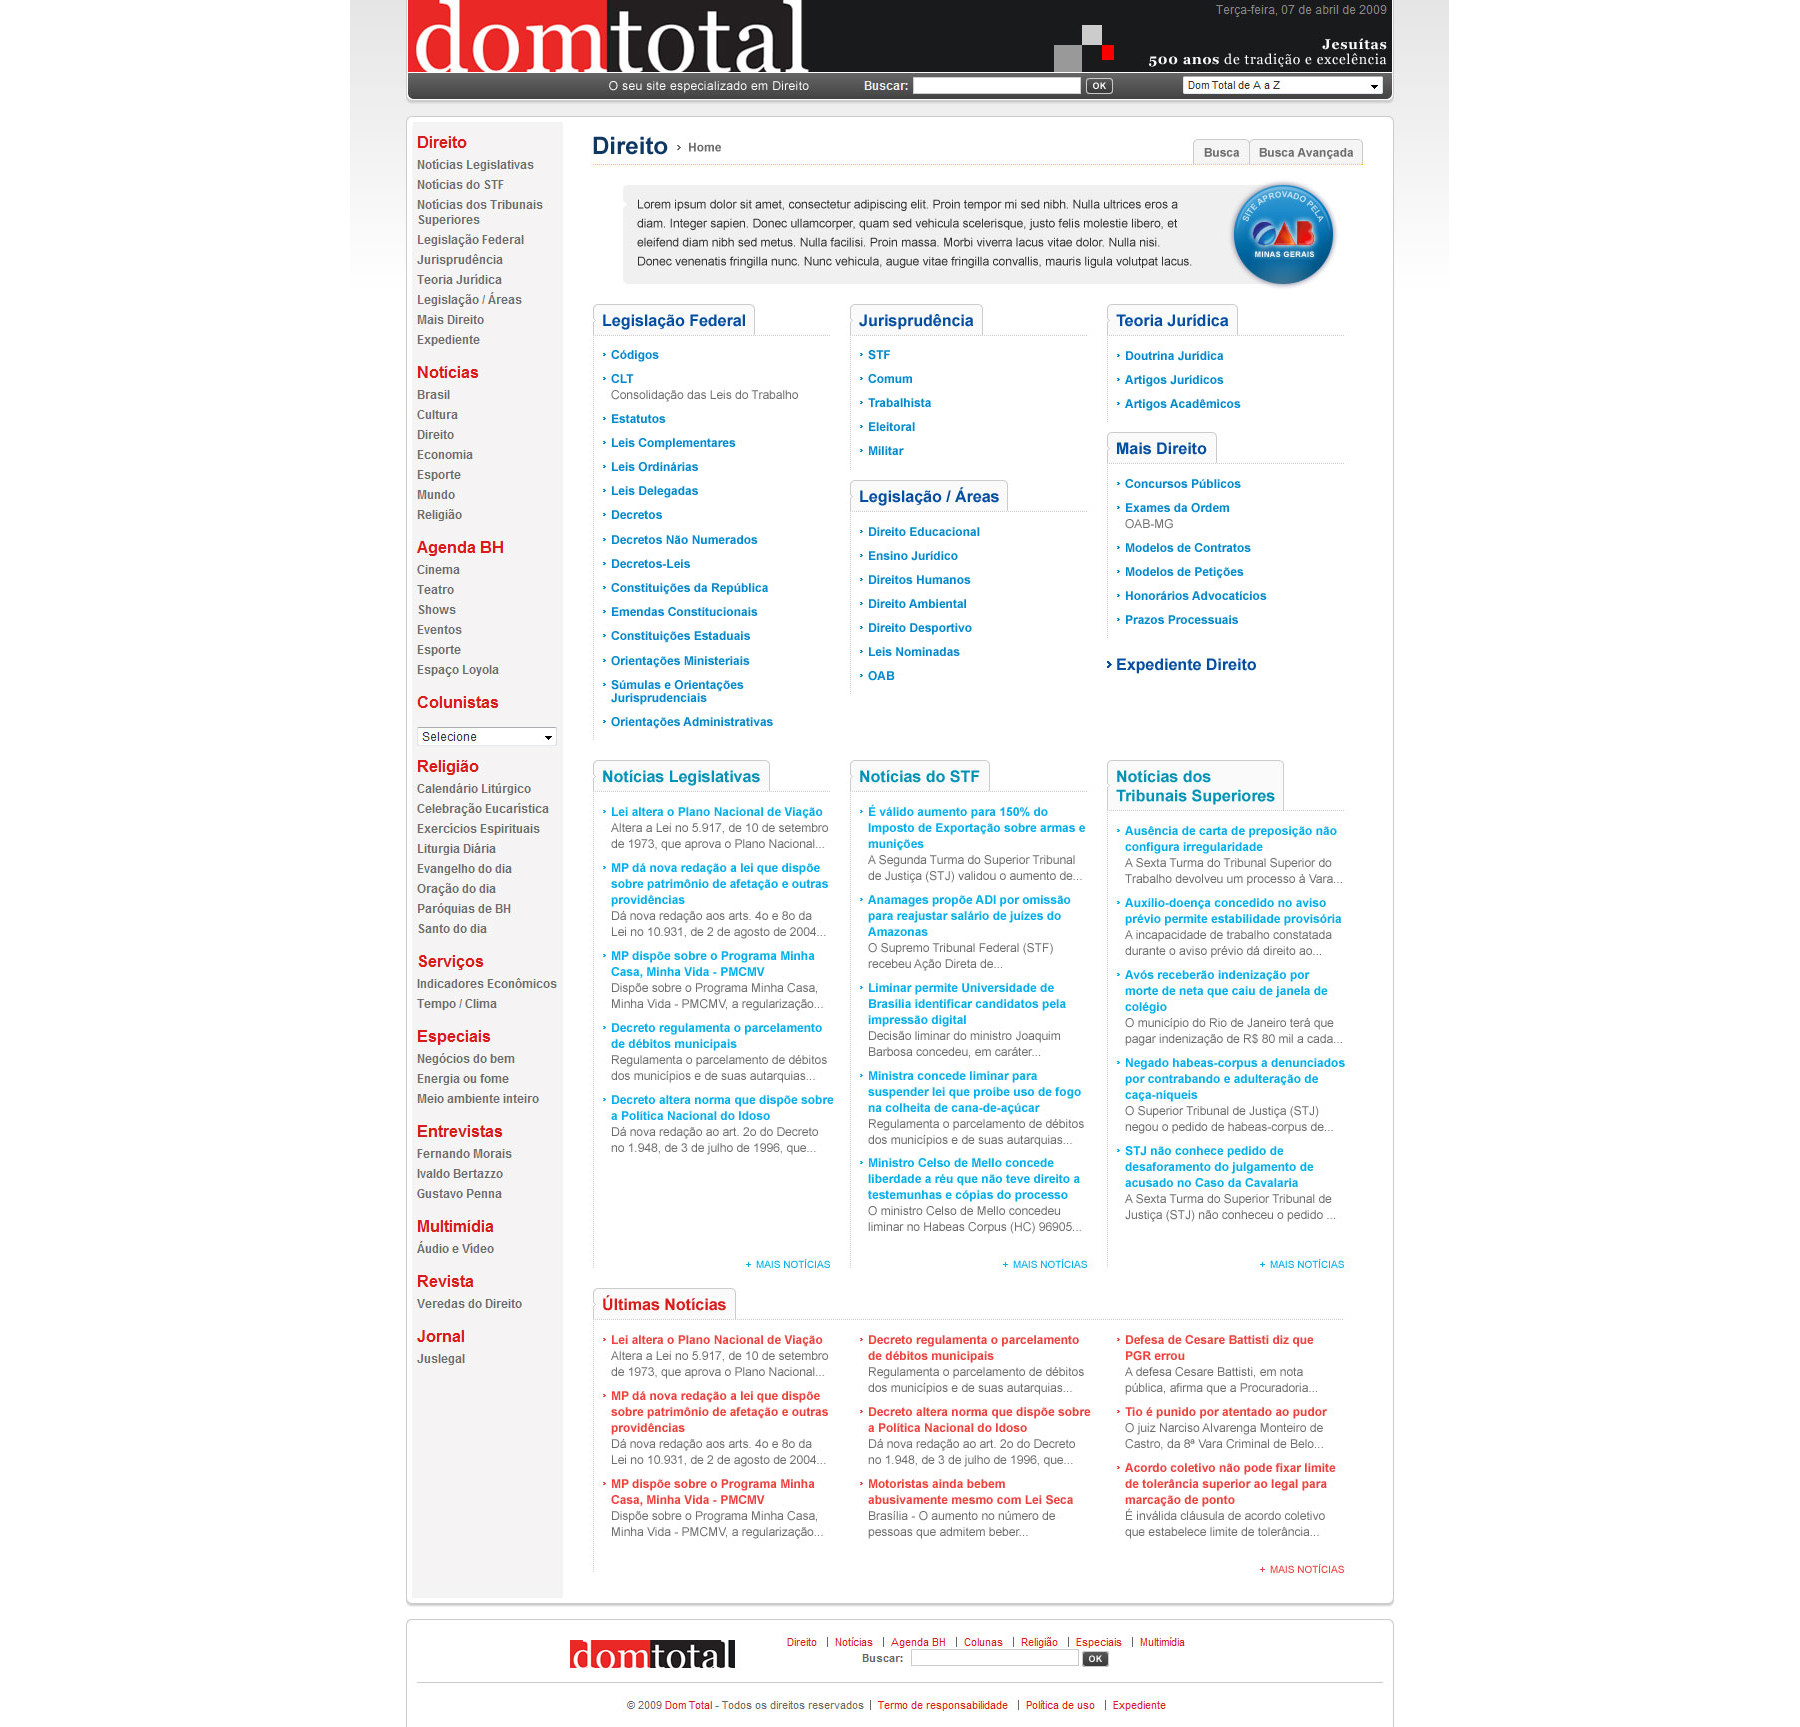 domtotal
Terça-feira, 07 de abril de 2009
Jesuítas
500 anos de tradição e excelência
O seu site especializado em Direito
Buscar:
OK
Dom Total de A a Z
Direito
Notícias Legislativas
Notícias do STF
Notícias dos Tribunais
Superiores
Legislação Federal
Jurisprudência
Teoria Jurídica
Legislação / Áreas
Mais Direito
Expediente
Notícias
Brasil
Cultura
Direito
Economia
Esporte
Mundo
Religião
Agenda BH
Cinema
Teatro
Shows
Eventos
Esporte
Espaço Loyola
Colunistas
Selecione
Religião
Calendário Litúrgico
Celebração Eucarística
Exercícios Espirituais
Liturgia Diária
Evangelho do dia
Oração do dia
Paróquias de BH
Santo do dia
Serviços
Indicadores Econômicos
Tempo / Clima
Especiais
Negócios do bem
Energia ou fome
Meio ambiente inteiro
Entrevistas
Fernando Morais
Ivaldo Bertazzo
Gustavo Penna
Multimídia
Áudio e Vídeo
Revista
Veredas do Direito
Jornal
Juslegal
Direito › Home
Busca
Busca Avançada
Lorem ipsum dolor sit amet, consectetur adipiscing elit. Proin tempor mi sed nibh. Nulla ultrices eros a
diam. Integer sapien. Donec ullamcorper, quam sed vehicula scelerisque, justo felis molestie libero, et
eleifend diam nibh sed metus. Nulla facilisi. Proin massa. Morbi viverra lacus vitae dolor. Nulla nisi.
Donec venenatis fringilla nunc. Nunc vehicula, augue vitae fringilla convallis, mauris ligula volutpat lacus.
SITE APROVADO PELA
OAB
MINAS GERAIS
Legislação Federal
Códigos
CLT
Consolidação das Leis do Trabalho
Estatutos
Leis Complementares
Leis Ordinárias
Leis Delegadas
Decretos
Decretos Não Numerados
Decretos-Leis
Constituições da República
Emendas Constitucionais
Constituições Estaduais
Orientações Ministeriais
Súmulas e Orientações
Jurisprudenciais
Orientações Administrativas
Jurisprudência
STF
Comum
Trabalhista
Eleitoral
Militar
Legislação / Áreas
Direito Educacional
Ensino Jurídico
Direitos Humanos
Direito Ambiental
Direito Desportivo
Leis Nominadas
OAB
Teoria Jurídica
Doutrina Jurídica
Artigos Jurídicos
Artigos Acadêmicos
Mais Direito
Concursos Públicos
Exames da Ordem
OAB-MG
Modelos de Contratos
Modelos de Petições
Honorários Advocatícios
Prazos Processuais
Expediente Direito
Notícias Legislativas
Lei altera o Plano Nacional de Viação
Altera a Lei no 5.917, de 10 de setembro
de 1973, que aprova o Plano Nacional...
MP dá nova redação a lei que dispõe
sobre patrimônio de afetação e outras
providências
Dá nova redação aos arts. 4o e 8o da
Lei no 10.931, de 2 de agosto de 2004...
MP dispõe sobre o Programa Minha
Casa, Minha Vida - PMCMV
Dispõe sobre o Programa Minha Casa,
Minha Vida - PMCMV, a regularização...
Decreto regulamenta o parcelamento
de débitos municipais
Regulamenta o parcelamento de débitos
dos municípios e de suas autarquias...
Decreto altera norma que dispõe sobre
a Política Nacional do Idoso
Dá nova redação ao art. 2o do Decreto
no 1.948, de 3 de julho de 1996, que...
+ MAIS NOTÍCIAS
Notícias do STF
É válido aumento para 150% do
Imposto de Exportação sobre armas e
munições
A Segunda Turma do Superior Tribunal
de Justiça (STJ) validou o aumento de...
Anamages propõe ADI por omissão
para reajustar salário de juízes do
Amazonas
O Supremo Tribunal Federal (STF)
recebeu Ação Direta de...
Liminar permite Universidade de
Brasília identificar candidatos pela
impressão digital
Decisão liminar do ministro Joaquim
Barbosa concedeu, em caráter...
Ministra concede liminar para
suspender lei que proíbe uso de fogo
na colheita de cana-de-açúcar
Regulamenta o parcelamento de débitos
dos municípios e de suas autarquias...
Ministro Celso de Mello concede
liberdade a réu que não teve direito a
testemunhas e cópias do processo
O ministro Celso de Mello concedeu
liminar no Habeas Corpus (HC) 96905...
+ MAIS NOTÍCIAS
Notícias dos
Tribunais Superiores
Ausência de carta de preposição não
configura irregularidade
A Sexta Turma do Tribunal Superior do
Trabalho devolveu um processo á Vara...
Auxílio-doença concedido no aviso
prévio permite estabilidade provisória
A incapacidade de trabalho constatada
durante o aviso prévio dá direito ao...
Avós receberão indenização por
morte de neta que caiu de janela de
colégio
O município do Rio de Janeiro terá que
pagar indenização de R$ 80 mil a cada...
Negado habeas-corpus a denunciados
por contrabando e adulteração de
caça-níqueis
O Superior Tribunal de Justiça (STJ)
negou o pedido de habeas-corpus de...
STJ não conhece pedido de
desaforamento do julgamento de
acusado no Caso da Cavalaria
A Sexta Turma do Superior Tribunal de
Justiça (STJ) não conheceu o pedido ...
+ MAIS NOTÍCIAS
Últimas Notícias
Lei altera o Plano Nacional de Viação
Altera a Lei no 5.917, de 10 de setembro
de 1973, que aprova o Plano Nacional...
MP dá nova redação a lei que dispõe
sobre patrimônio de afetação e outras
providências
Dá nova redação aos arts. 4o e 8o da
Lei no 10.931, de 2 de agosto de 2004...
MP dispõe sobre o Programa Minha
Casa, Minha Vida - PMCMV
Dispõe sobre o Programa Minha Casa,
Minha Vida - PMCMV, a regularização...
Decreto regulamenta o parcelamento
de débitos municipais
Regulamenta o parcelamento de débitos
dos municípios e de suas autarquias...
Decreto altera norma que dispõe sobre
a Política Nacional do Idoso
Dá nova redação ao art. 2o do Decreto
no 1.948, de 3 de julho de 1996, que...
Motoristas ainda bebem
abusivamente mesmo com Lei Seca
Brasília - O aumento no número de
pessoas que admitem beber...
Defesa de Cesare Battisti diz que
PGR errou
A defesa Cesare Battisti, em nota
pública, afirma que a Procuradoria...
Tio é punido por atentado ao pudor
O juiz Narciso Alvarenga Monteiro de
Castro, da 8ª Vara Criminal de Belo...
Acordo coletivo não pode fixar limite
de tolerância superior ao legal para
marcação de ponto
É inválida cláusula de acordo coletivo
que estabelece limite de tolerância...
+ MAIS NOTÍCIAS
domtotal
Direito | Notícias | Agenda BH | Colunas | Religião | Especiais | Multimídia
Buscar:
OK
© 2009 Dom Total - Todos os direitos reservados | Termo de responsabilidade | Política de uso | Expediente